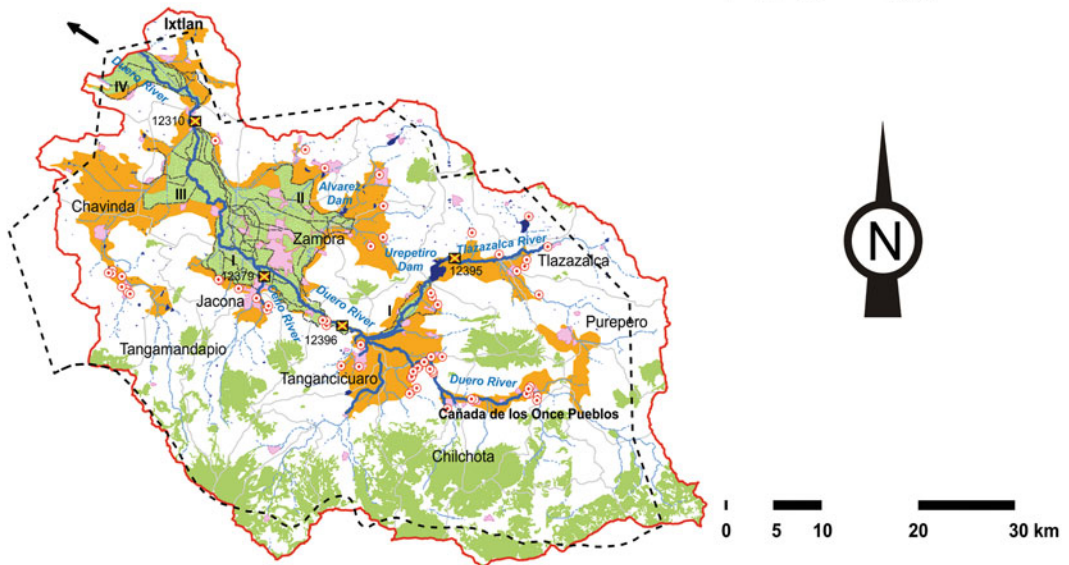 Ixtlan
Duero River
IV
12310
Chavinda
III
II
Alvarez
Dam
Zamora
Urepetiro
Dam
Tlazazalca River
12395
Tlazazalca
I
12379
Jacona
Celio River
Duero River
I
12396
Purepero
Tangamandapio
Tangancicuaro
Duero River
Cañada de los Once Pueblos
Chilchota
N
0 5 10 20 30 km